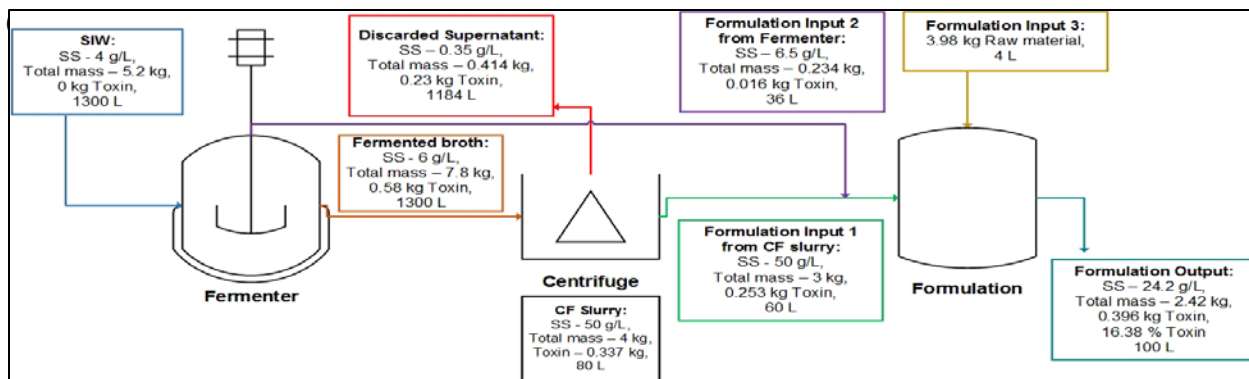 SIW:
SS - 4 g/L,
Total mass – 5.2 kg,
0 kg Toxin,
1300 L
Discarded Supernatant:
SS – 0.35 g/L,
Total mass – 0.414 kg,
0.23 kg Toxin,
1184 L
Formulation Input 2
from Fermenter:
SS – 6.5 g/L,
Total mass – 0.234 kg,
0.016 kg Toxin,
36 L
Formulation Input 3:
3.98 kg Raw material,
4 L
Fermented broth:
SS - 6 g/L,
Total mass – 7.8 kg,
0.58 kg Toxin,
1300 L
Fermenter
Centrifuge
CF Slurry:
SS - 50 g/L,
Total mass – 4 kg,
Toxin – 0.337 kg,
80 L
Formulation Input 1
from CF slurry:
SS - 50 g/L,
Total mass – 3 kg,
0.253 kg Toxin,
60 L
Formulation
Formulation Output:
SS – 24.2 g/L,
Total mass – 2.42 kg,
0.396 kg Toxin,
16.38 % Toxin
100 L